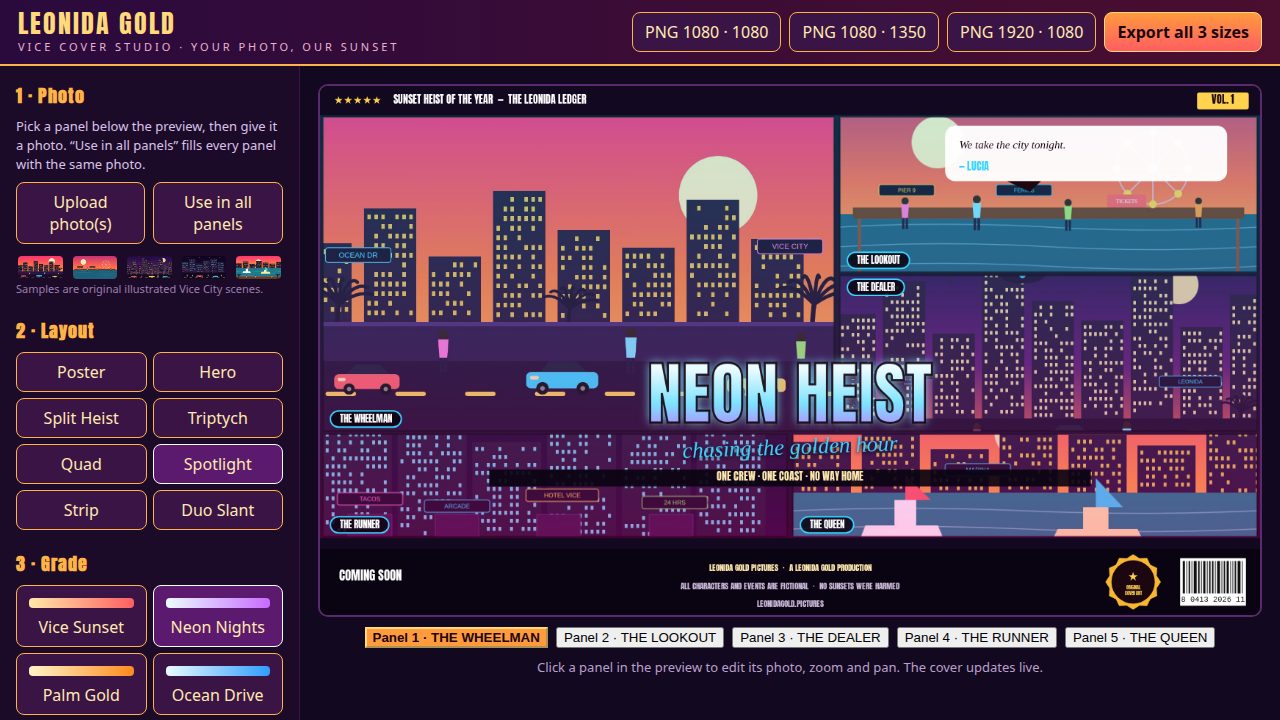 LEONIDA GOLD
VICE COVER STUDIO · YOUR PHOTO, OUR SUNSET
PNG 1080 · 1080
PNG 1080 · 1350
PNG 1920 · 1080
Export all 3 sizes
1 · Photo
Pick a panel below the preview, then give it
a photo. “Use in all panels” fills every panel
with the same photo.
Upload
photo(s)
Use in all
panels
Samples are original illustrated Vice City scenes.
2 · Layout
Poster
Hero
Split Heist
Triptych
Quad
Spotlight
Strip
Duo Slant
3 · Grade
Vice Sunset
Neon Nights
Palm Gold
Ocean Drive
★★★★★ SUNSET HEIST OF THE YEAR — THE LEONIDA LEDGER
VOL. 1
We take the city tonight.
— LUCIA
OCEAN DR
VICE CITY
PIER 9
TICKETS
THE LOOKOUT
THE DEALER
LEONIDA
NEON HEIST
THE WHEELMAN
chasing the golden hour
ONE CREW · ONE COAST · NO WAY HOME
TACOS
ARCADE
HOTEL VICE
24 HRS
THE RUNNER
THE QUEEN
COMING SOON
LEONIDA GOLD PICTURES · A LEONIDA GOLD PRODUCTION
ALL CHARACTERS AND EVENTS ARE FICTIONAL · NO SUNSETS WERE HARMED
LEONIDAGOLD.PICTURES
ORIGINAL
COVER ART
8 0413 2026 11
Panel 1 · THE WHEELMAN
Panel 2 · THE LOOKOUT
Panel 3 · THE DEALER
Panel 4 · THE RUNNER
Panel 5 · THE QUEEN
Click a panel in the preview to edit its photo, zoom and pan. The cover updates live.